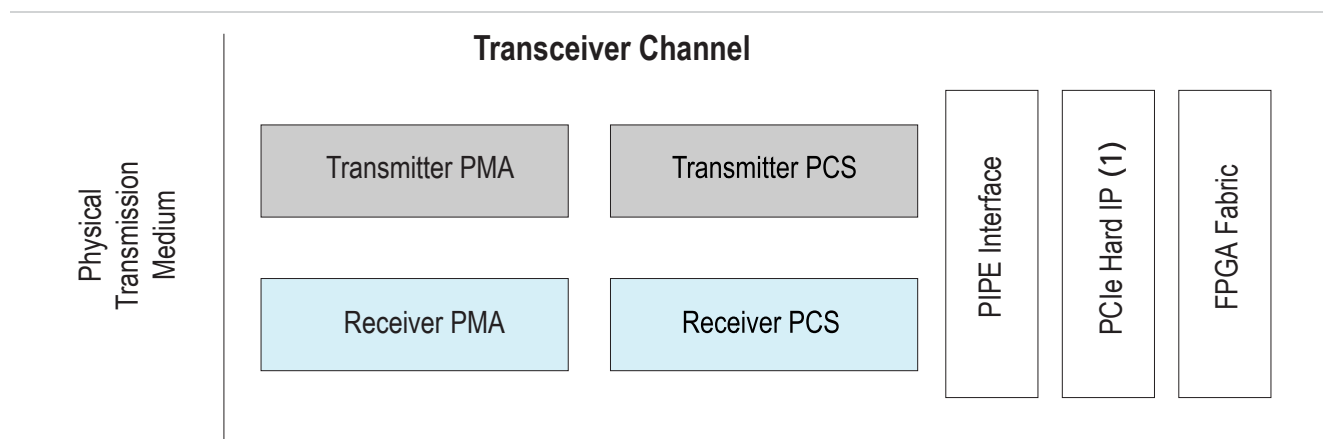 Transceiver Channel
Physical
Transmission
Medium
Transmitter PMA
Transmitter PCS
Receiver PMA
Receiver PCS
PIPE Interface
PCIe Hard IP (1)
FPGA Fabric